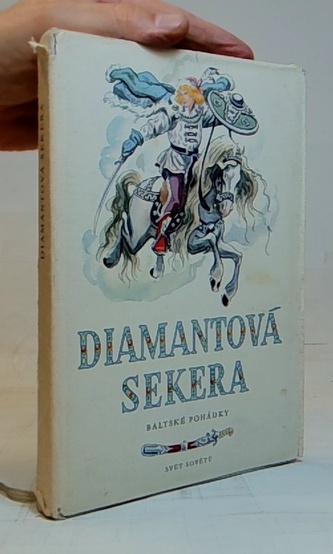 DIAMANTOVÁ SEKERA
DIAMANTOVÁ
SEKERA
BALTSKÉ POHÁDKY
SVĚT SOVĚTŮ